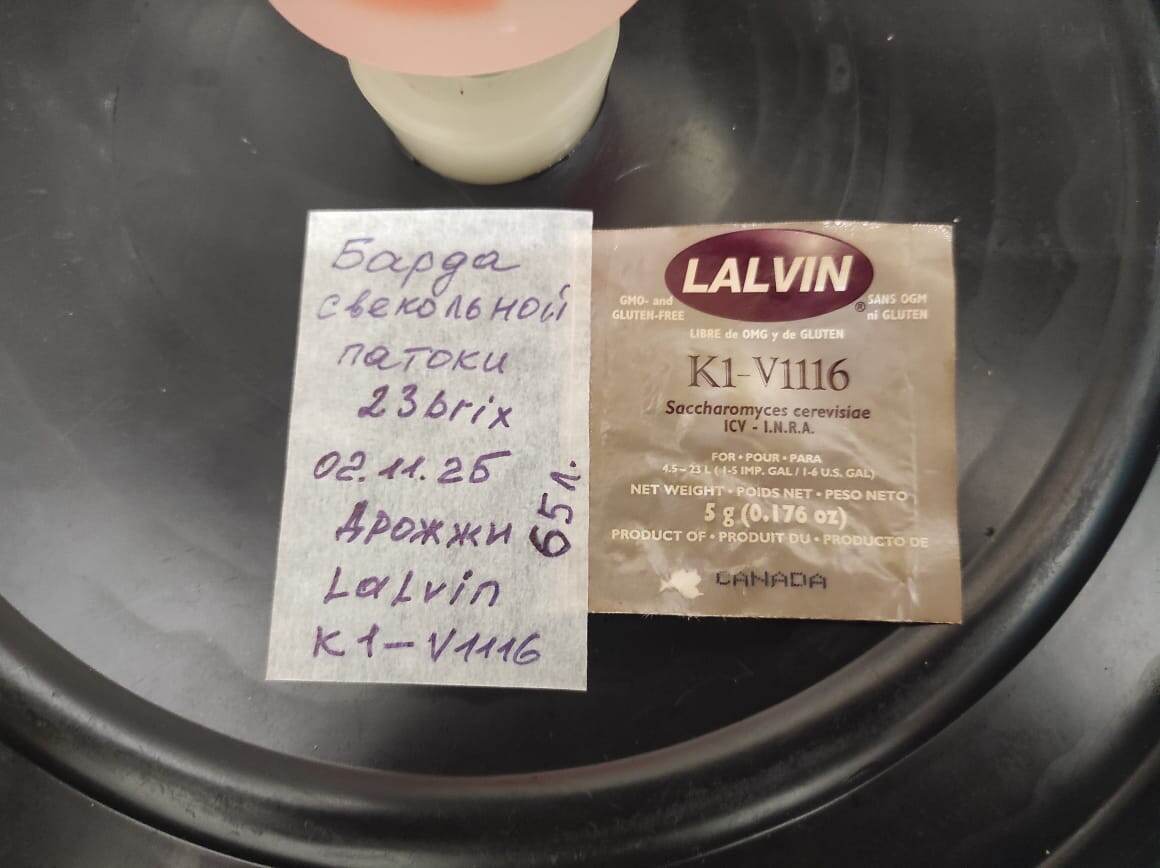 Барда
свекольной
патоки
23brix
02.11.25
Дрожжи
Lalvin
K1-V1116
65л.
LALVIN®
GMO- and
GLUTEN-FREE
SANS OGM
ni GLUTEN
LIBRE de OMG y de GLUTEN
K1-V1116
Saccharomyces cerevisiae
ICV - I.N.R.A.
FOR • POUR • PARA
4.5 – 23 L (1-5 IMP. GAL / 1-6 U.S. GAL)
NET WEIGHT • POIDS NET • PESO NETO
5 g (0.176 oz)
PRODUCT OF • PRODUIT DU • PRODUCTO DE
CANADA